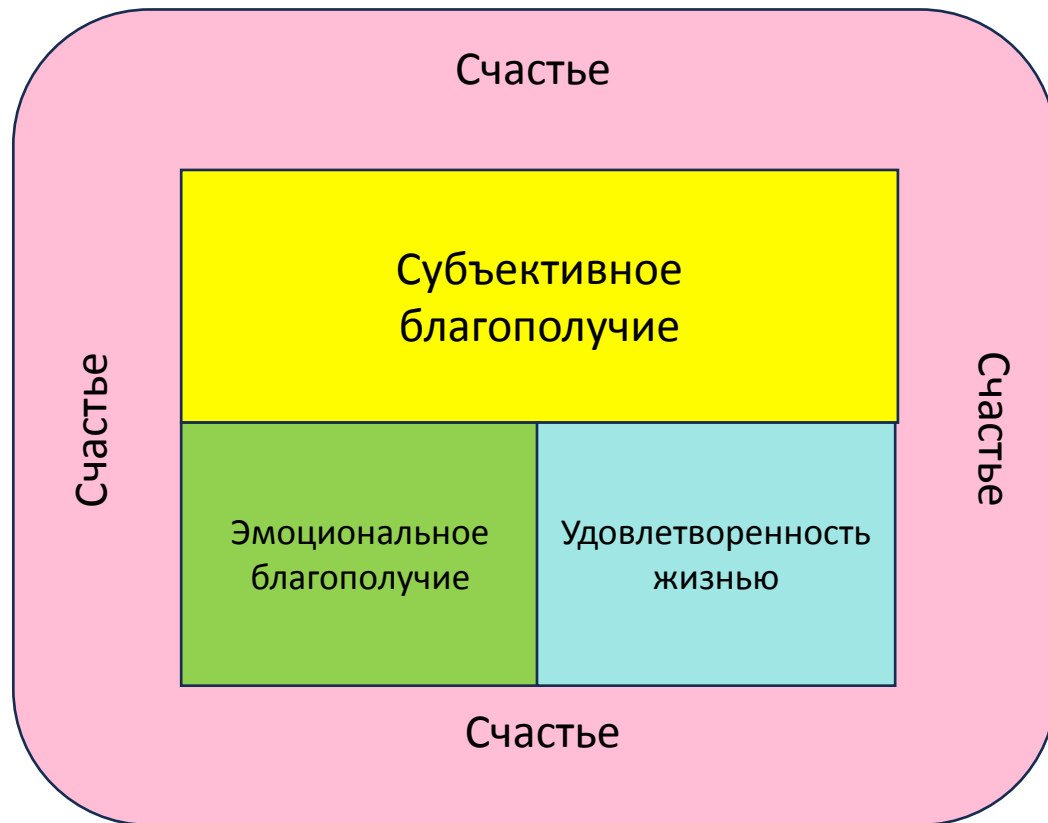 Счастье
Субъективное
благополучие
Счастье
Счастье
Эмоциональное
благополучие
Удовлетворенность
жизнью
Счастье